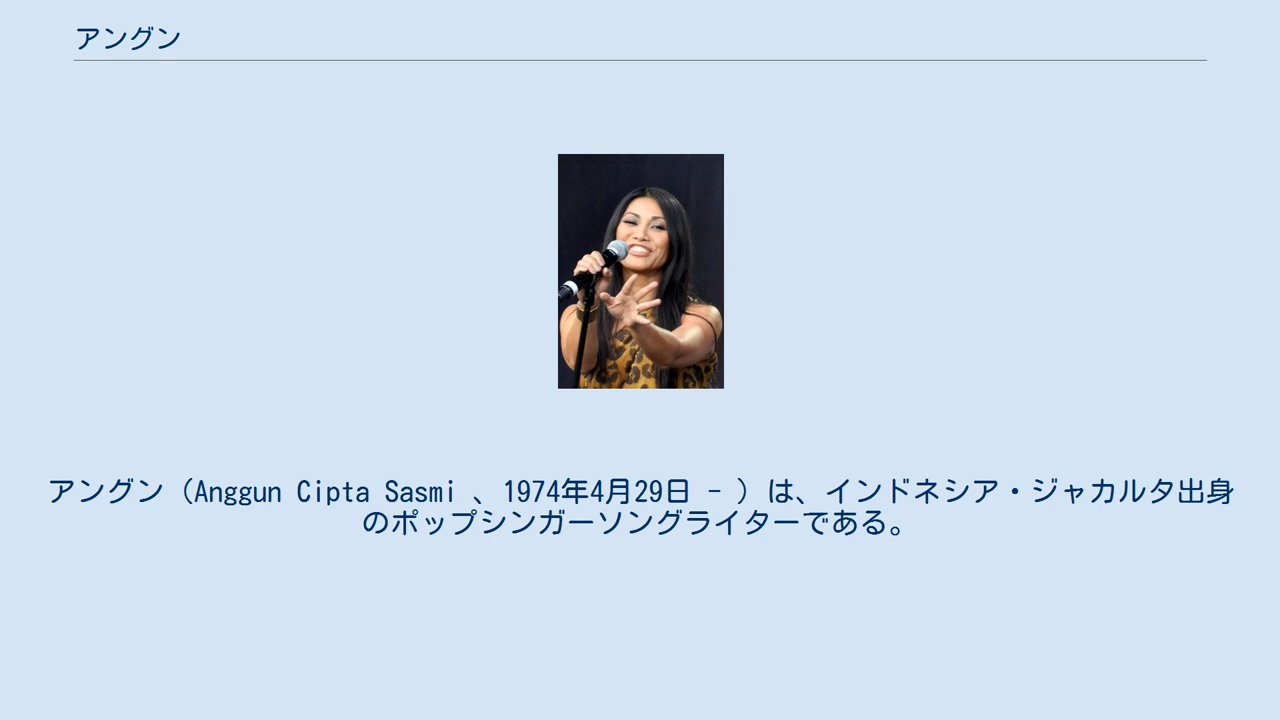 アングン
アングン（Anggun Cipta Sasmi 、1974年4月29日 - ）は、インドネシア・ジャカルタ出身
のポップシンガーソングライターである。